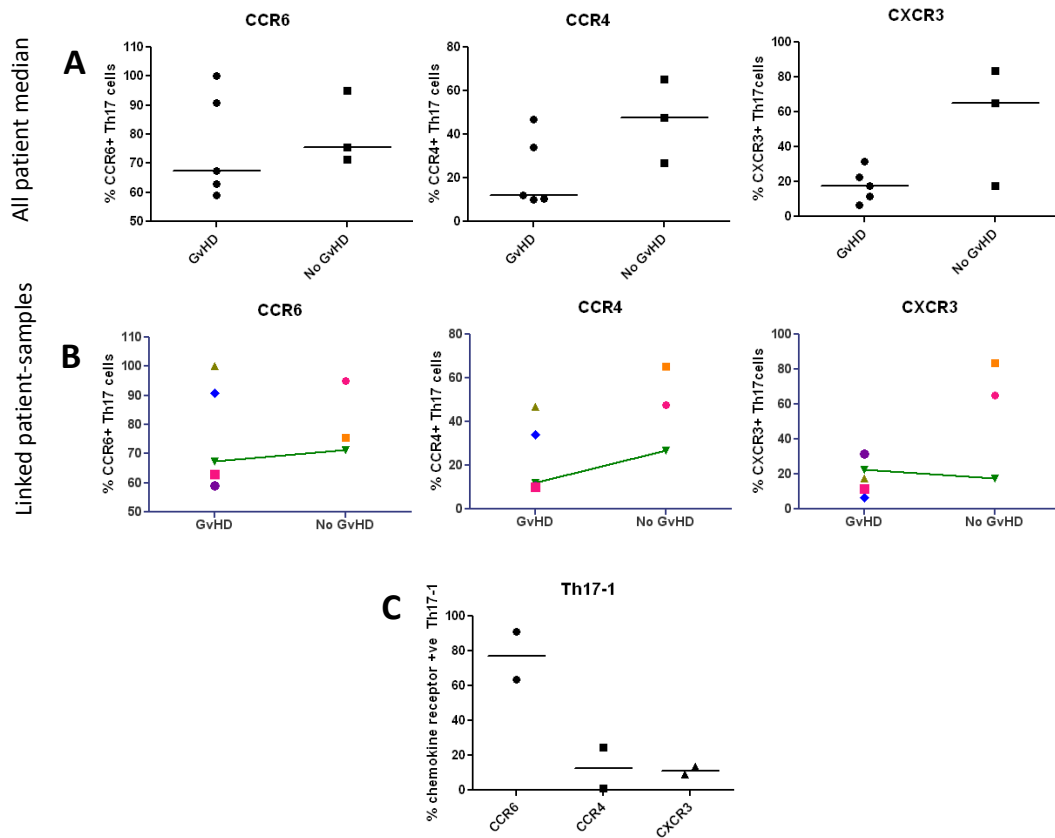 All patient median
A
CCR6
% CCR6+ Th17 cells
110
100
90
80
70
60
50
GvHD
No GvHD
CCR4
% CCR4+ Th17 cells
80
60
40
20
0
GvHD
No GvHD
CXCR3
% CXCR3+ Th17cells
100
80
60
40
20
0
GvHD
No GvHD
Linked patient-samples
B
CCR6
% CCR6+ Th17 cells
110
100
90
80
70
60
50
GvHD
No GvHD
CCR4
% CCR4+ Th17 cells
80
60
40
20
0
GvHD
No GvHD
CXCR3
% CXCR3+ Th17cells
100
80
60
40
20
0
GvHD
No GvHD
C
Th17-1
% chemokine receptor +ve Th17-1
100
80
60
40
20
0
CCR6
CCR4
CXCR3